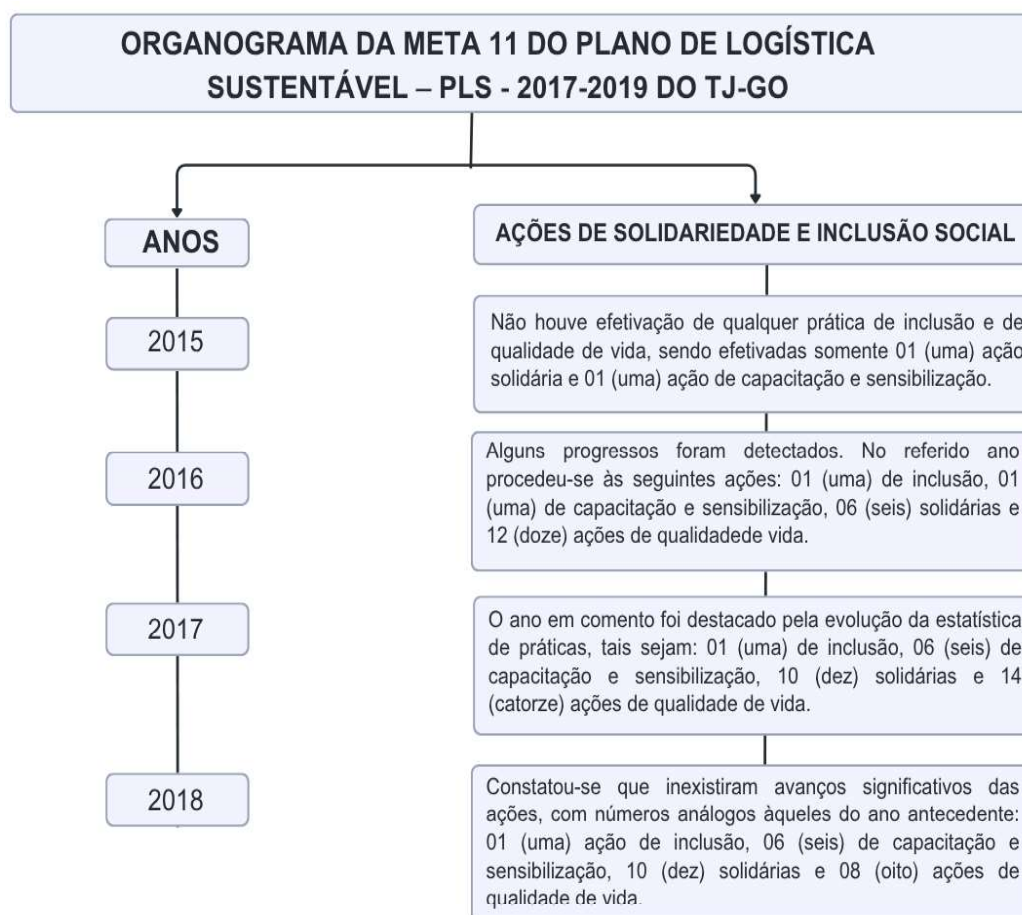 ORGANOGRAMA DA META 11 DO PLANO DE LOGÍSTICA
SUSTENTÁVEL – PLS - 2017-2019 DO TJ-GO
ANOS
2015
2016
2017
2018
AÇÕES DE SOLIDARIEDADE E INCLUSÃO SOCIAL
Não houve efetivação de qualquer prática de inclusão e de
qualidade de vida, sendo efetivadas somente 01 (uma) ação
solidária e 01 (uma) ação de capacitação e sensibilização.
Alguns progressos foram detectados. No referido ano
procedeu-se às seguintes ações: 01 (uma) de inclusão, 01
(uma) de capacitação e sensibilização, 06 (seis) solidárias e
12 (doze) ações de qualidadede vida.
O ano em comento foi destacado pela evolução da estatística
de práticas, tais sejam: 01 (uma) de inclusão, 06 (seis) de
capacitação e sensibilização, 10 (dez) solidárias e 14
(catorze) ações de qualidade de vida.
Constatou-se que inexistiram avanços significativos das
ações, com números análogos àqueles do ano antecedente:
01 (uma) ação de inclusão, 06 (seis) de capacitação e
sensibilização, 10 (dez) solidárias e 08 (oito) ações de
qualidade de vida.